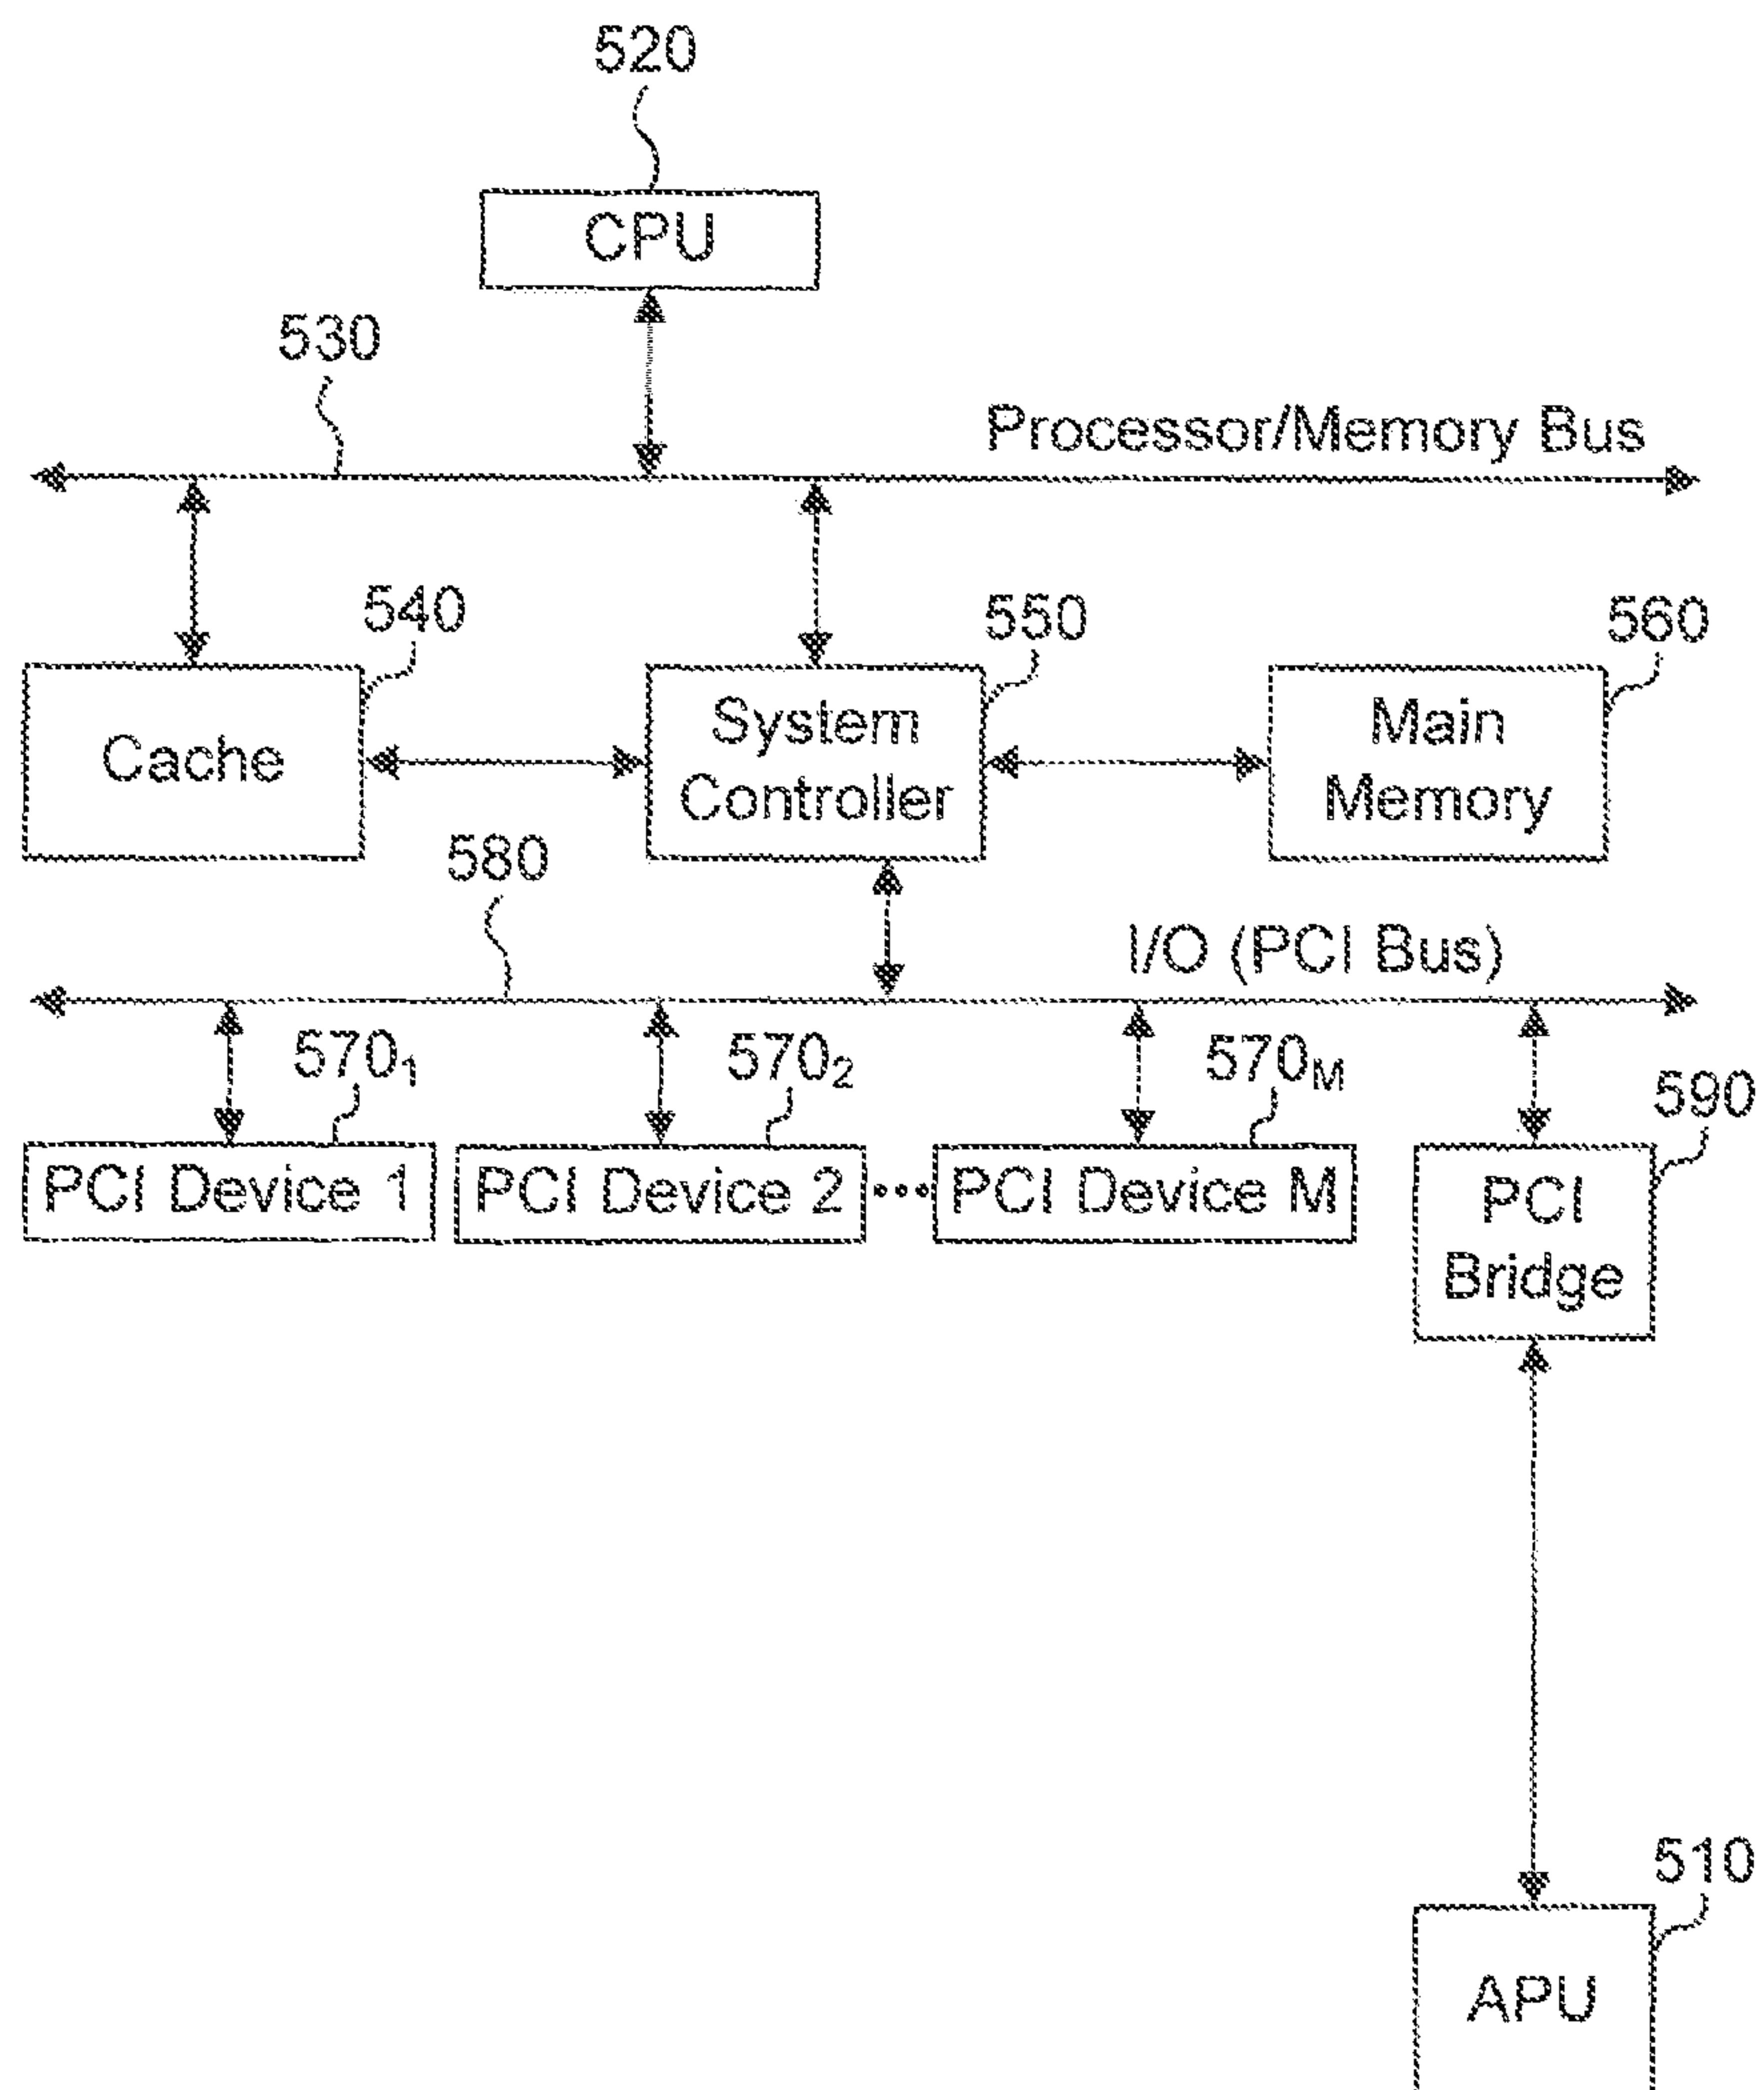 520
CPU
530
Processor/Memory Bus
540
550
560
Cache
System
Controller
Main
Memory
580
I/O (PCI Bus)
570₁
570₂
570M
590
PCI Device 1
PCI Device 2
•••
PCI Device M
PCI
Bridge
510
APU